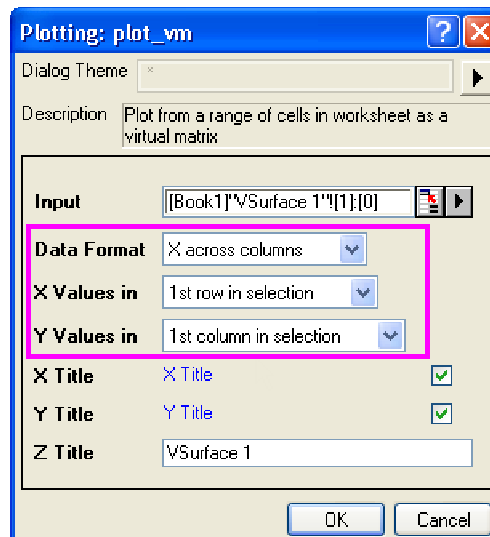 Plotting: plot_vm
Dialog Theme *
Description Plot from a range of cells in worksheet as a
virtual matrix
Input [Book1]"VSurface 1"![1]:[0]
Data Format X across columns
X Values in 1st row in selection
Y Values in 1st column in selection
X Title X Title
Y Title Y Title
Z Title VSurface 1
OK Cancel